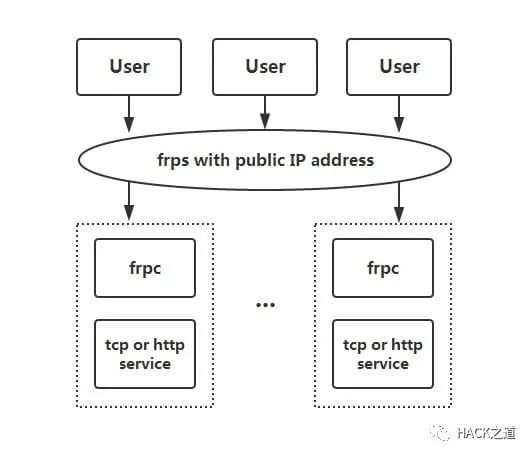 User
User
User
frps with public IP address
frpc
frpc
...
tcp or http
service
tcp or http
service
HACK之道